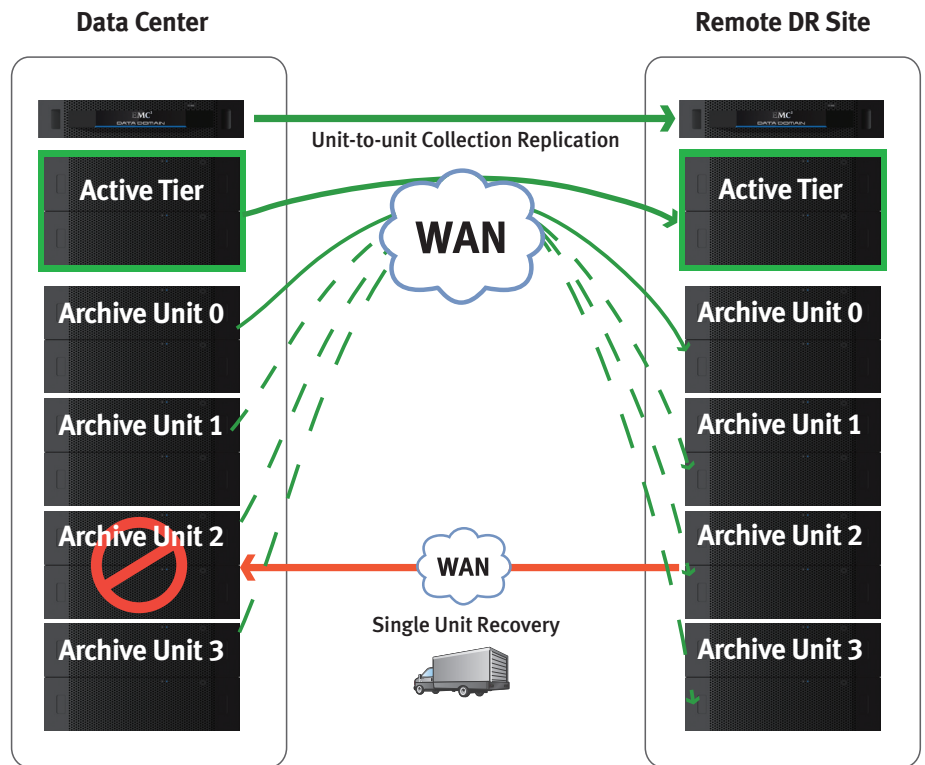 Data Center
Remote DR Site
EMC²
DATA DOMAIN
EMC²
DATA DOMAIN
Unit-to-unit Collection Replication
Active Tier
Active Tier
WAN
Archive Unit 0
Archive Unit 0
Archive Unit 1
Archive Unit 1
Archive Unit 2
Archive Unit 2
WAN
Single Unit Recovery
Archive Unit 3
Archive Unit 3